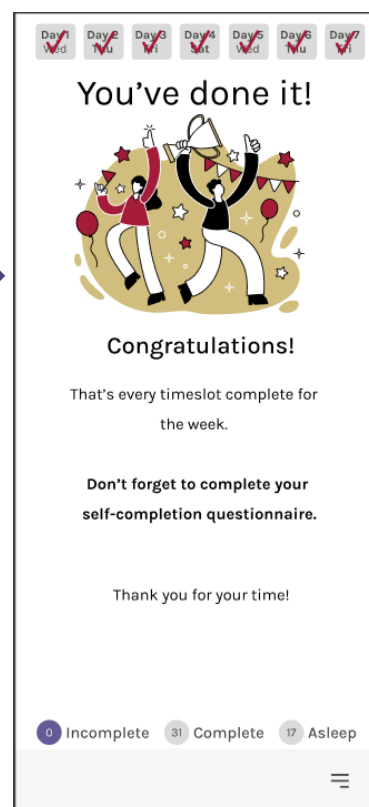 Day 1 Day 2 Day 3 Day 4 Day 5 Day 6 Day 7
Wed Thu Fri Sat Wed Thu Fri
You've done it!
Congratulations!
That's every timeslot complete for
the week.
Don't forget to complete your
self-completion questionnaire.
Thank you for your time!
0 Incomplete 31 Complete 17 Asleep